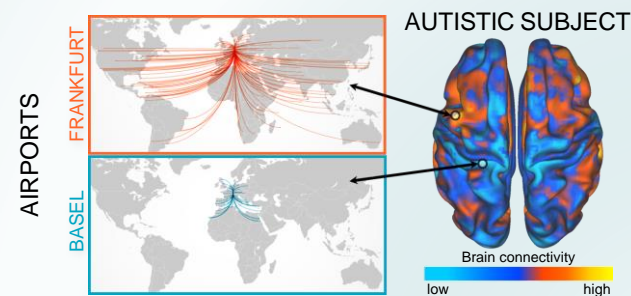 AUTISTIC SUBJECT
AIRPORTS
FRANKFURT
BASEL
Brain connectivity
low high